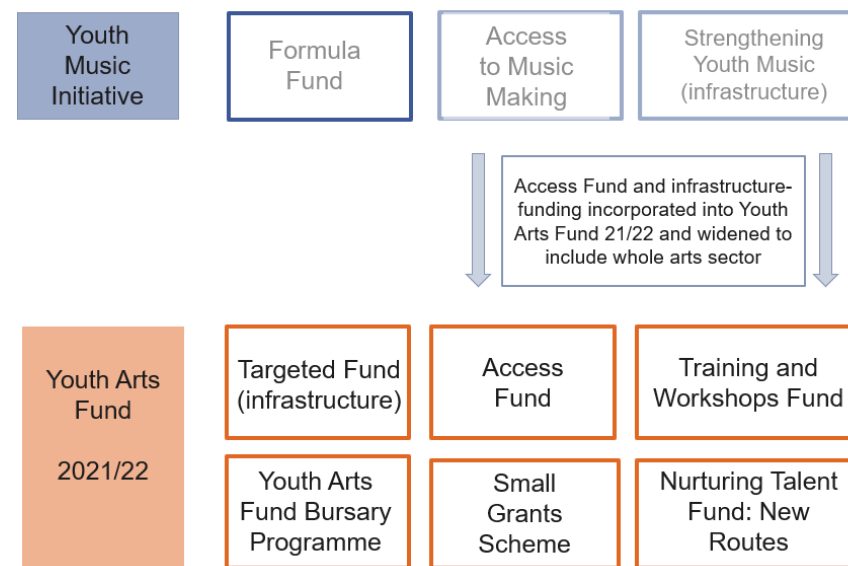 Youth
Music
Initiative
Formula
Fund
Access
to Music
Making
Strengthening
Youth Music
(infrastructure)
Access Fund and infrastructure-
funding incorporated into Youth
Arts Fund 21/22 and widened to
include whole arts sector
Youth Arts
Fund
2021/22
Targeted Fund
(infrastructure)
Access
Fund
Training and
Workshops Fund
Youth Arts
Fund Bursary
Programme
Small
Grants
Scheme
Nurturing Talent
Fund: New
Routes